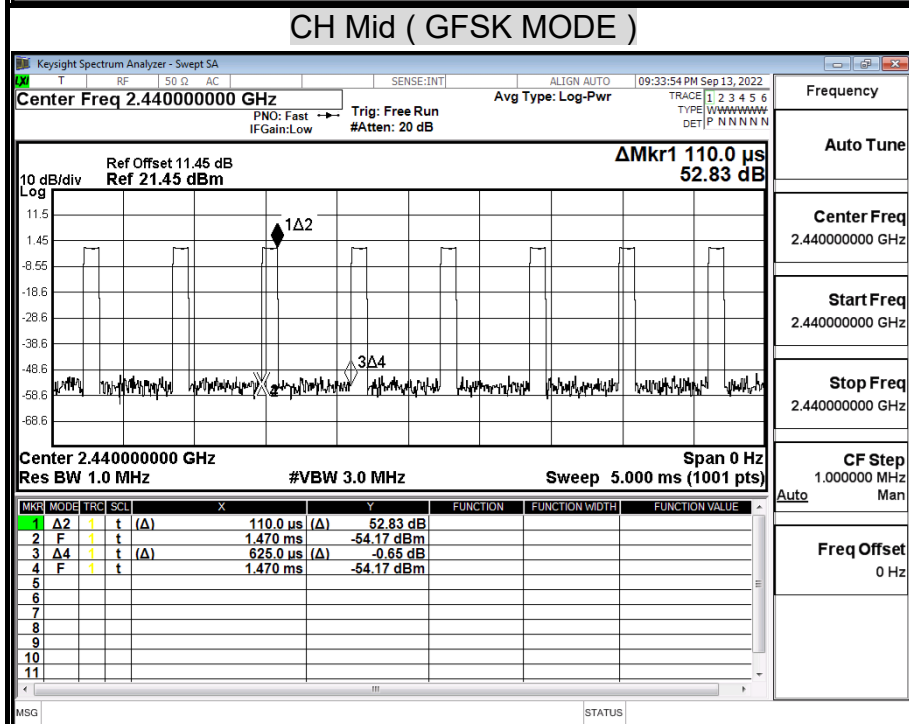 CH Mid ( GFSK MODE )
Keysight Spectrum Analyzer - Swept SA
LXI T RF 50 Ω AC SENSE:INT ALIGN AUTO 09:33:54 PM Sep 13, 2022
Center Freq 2.440000000 GHz
PNO: Fast
IFGain:Low
Trig: Free Run
#Atten: 20 dB
Avg Type: Log-Pwr
TRACE 1 2 3 4 5 6
TYPE WWWWWW
DET P N N N N N
Ref Offset 11.45 dB
10 dB/div Ref 21.45 dBm
Log
ΔMkr1 110.0 µs
52.83 dB
11.5
1.45
-8.55
-18.6
-28.6
-38.6
-48.6
-58.6
-68.6
1Δ2
3Δ4
Center 2.440000000 GHz Span 0 Hz
Res BW 1.0 MHz #VBW 3.0 MHz Sweep 5.000 ms (1001 pts)
MKR MODE TRC SCL X Y FUNCTION FUNCTION WIDTH FUNCTION VALUE
1 Δ2 1 t (Δ) 110.0 µs (Δ) 52.83 dB
2 F 1 t 1.470 ms -54.17 dBm
3 Δ4 1 t (Δ) 625.0 µs (Δ) -0.65 dB
4 F 1 t 1.470 ms -54.17 dBm
5
6
7
8
9
10
11
MSG STATUS
Frequency
Auto Tune
Center Freq
2.440000000 GHz
Start Freq
2.440000000 GHz
Stop Freq
2.440000000 GHz
CF Step
1.000000 MHz
Auto Man
Freq Offset
0 Hz